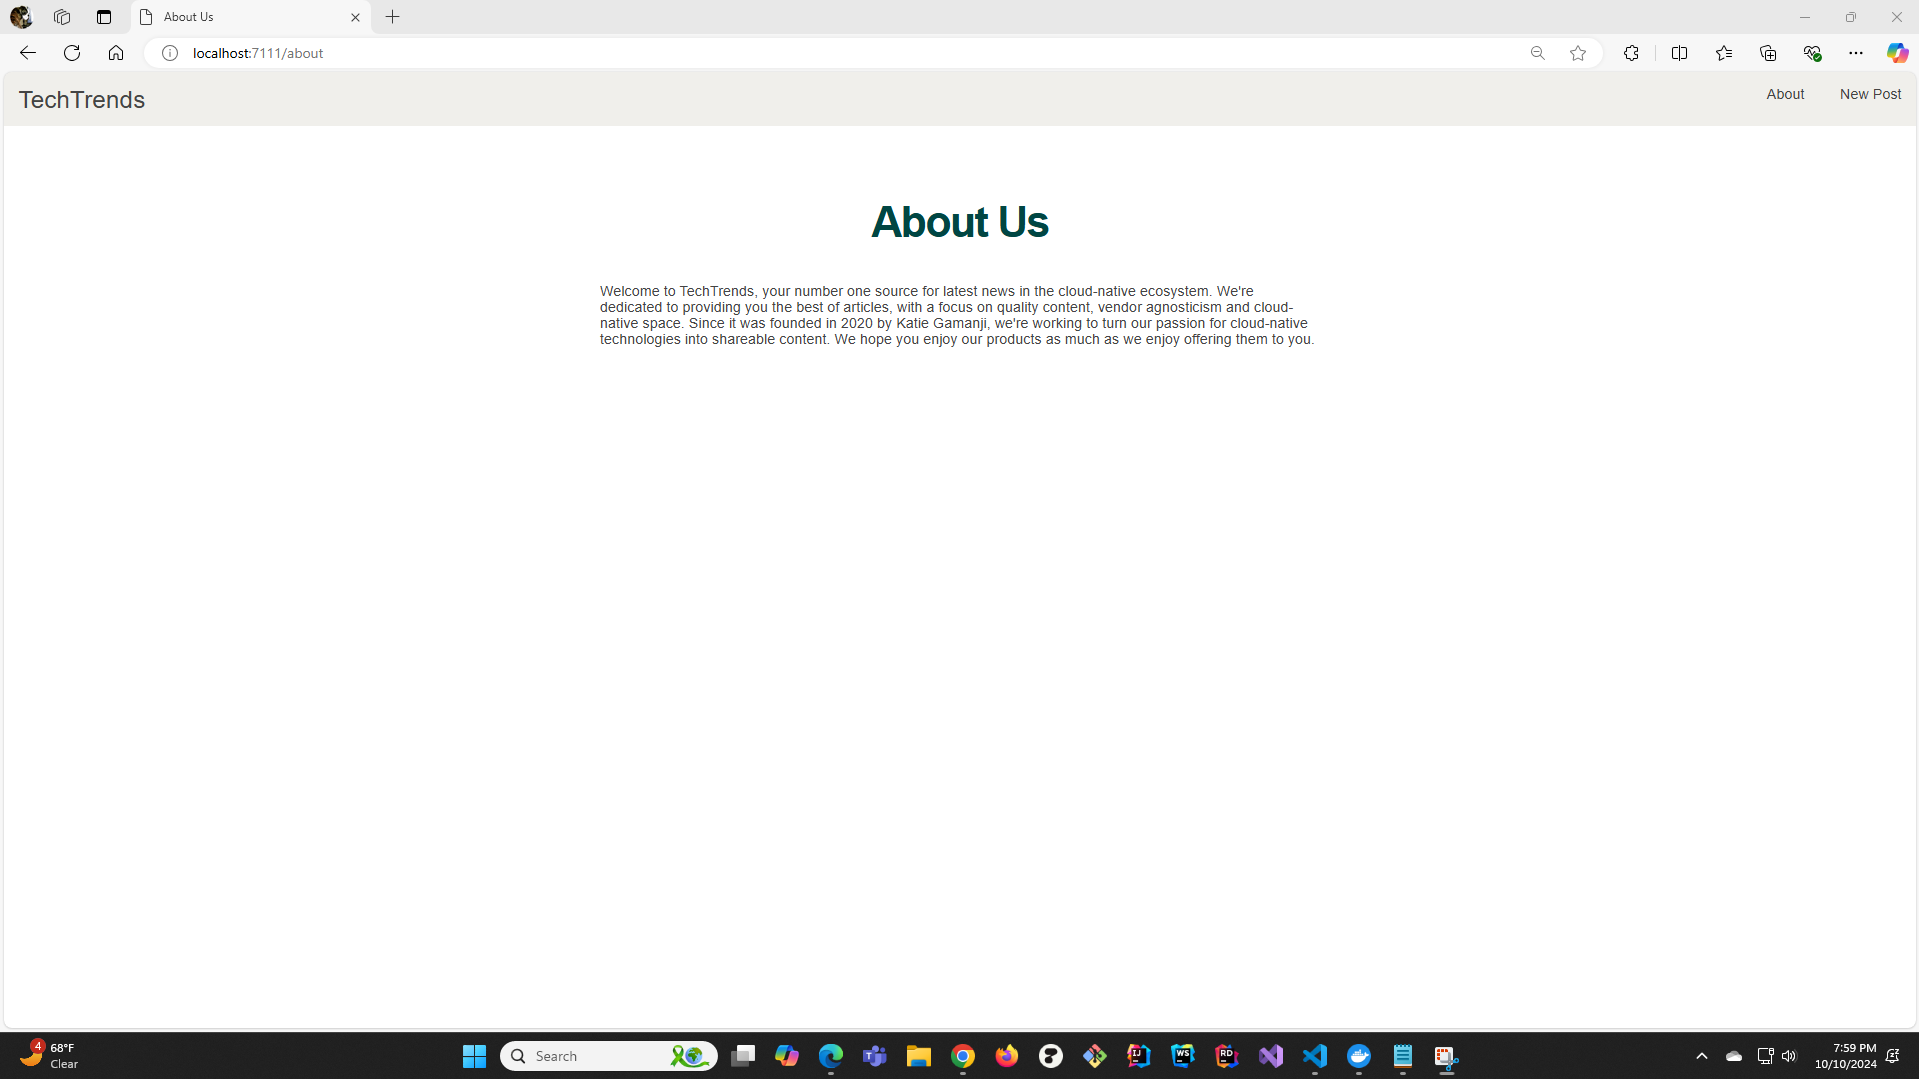 About Us
localhost:7111/about
TechTrends
About
New Post
About Us
Welcome to TechTrends, your number one source for latest news in the cloud-native ecosystem. We're
dedicated to providing you the best of articles, with a focus on quality content, vendor agnosticism and cloud-
native space. Since it was founded in 2020 by Katie Gamanji, we're working to turn our passion for cloud-native
technologies into shareable content. We hope you enjoy our products as much as we enjoy offering them to you.
4
68°F
Clear
Search
IJ
WS
RD
7:59 PM
10/10/2024